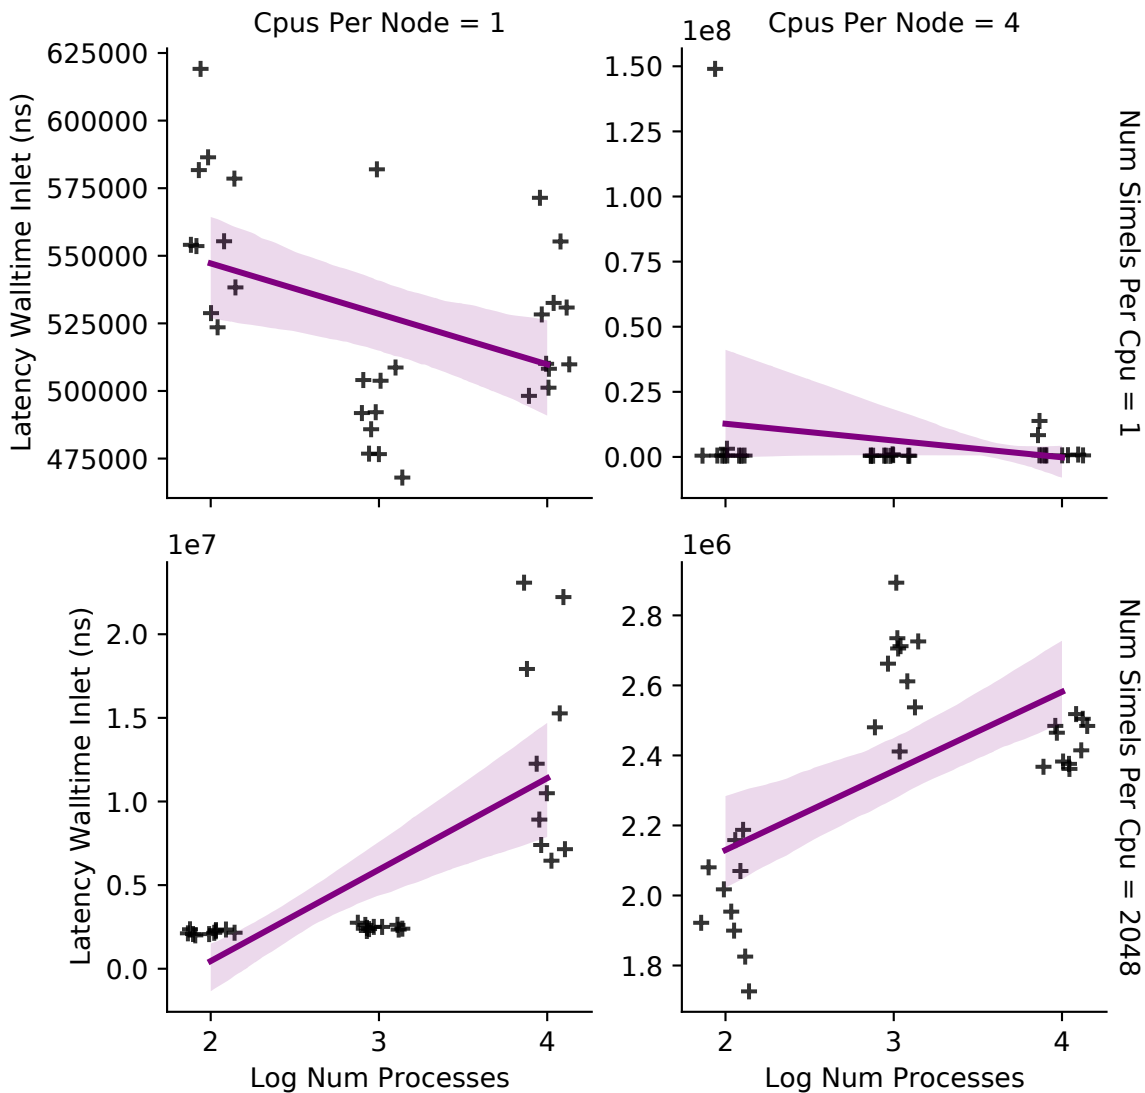 Cpus Per Node = 1
Cpus Per Node = 4
1e8
625000
600000
575000
550000
525000
500000
475000
Latency Walltime Inlet (ns)
1.50
1.25
1.00
0.75
0.50
0.25
0.00
Num Simels Per Cpu = 1
1e7
2.0
1.5
1.0
0.5
0.0
Latency Walltime Inlet (ns)
2
3
4
Log Num Processes
1e6
2.8
2.6
2.4
2.2
2.0
1.8
2
3
4
Log Num Processes
Num Simels Per Cpu = 2048